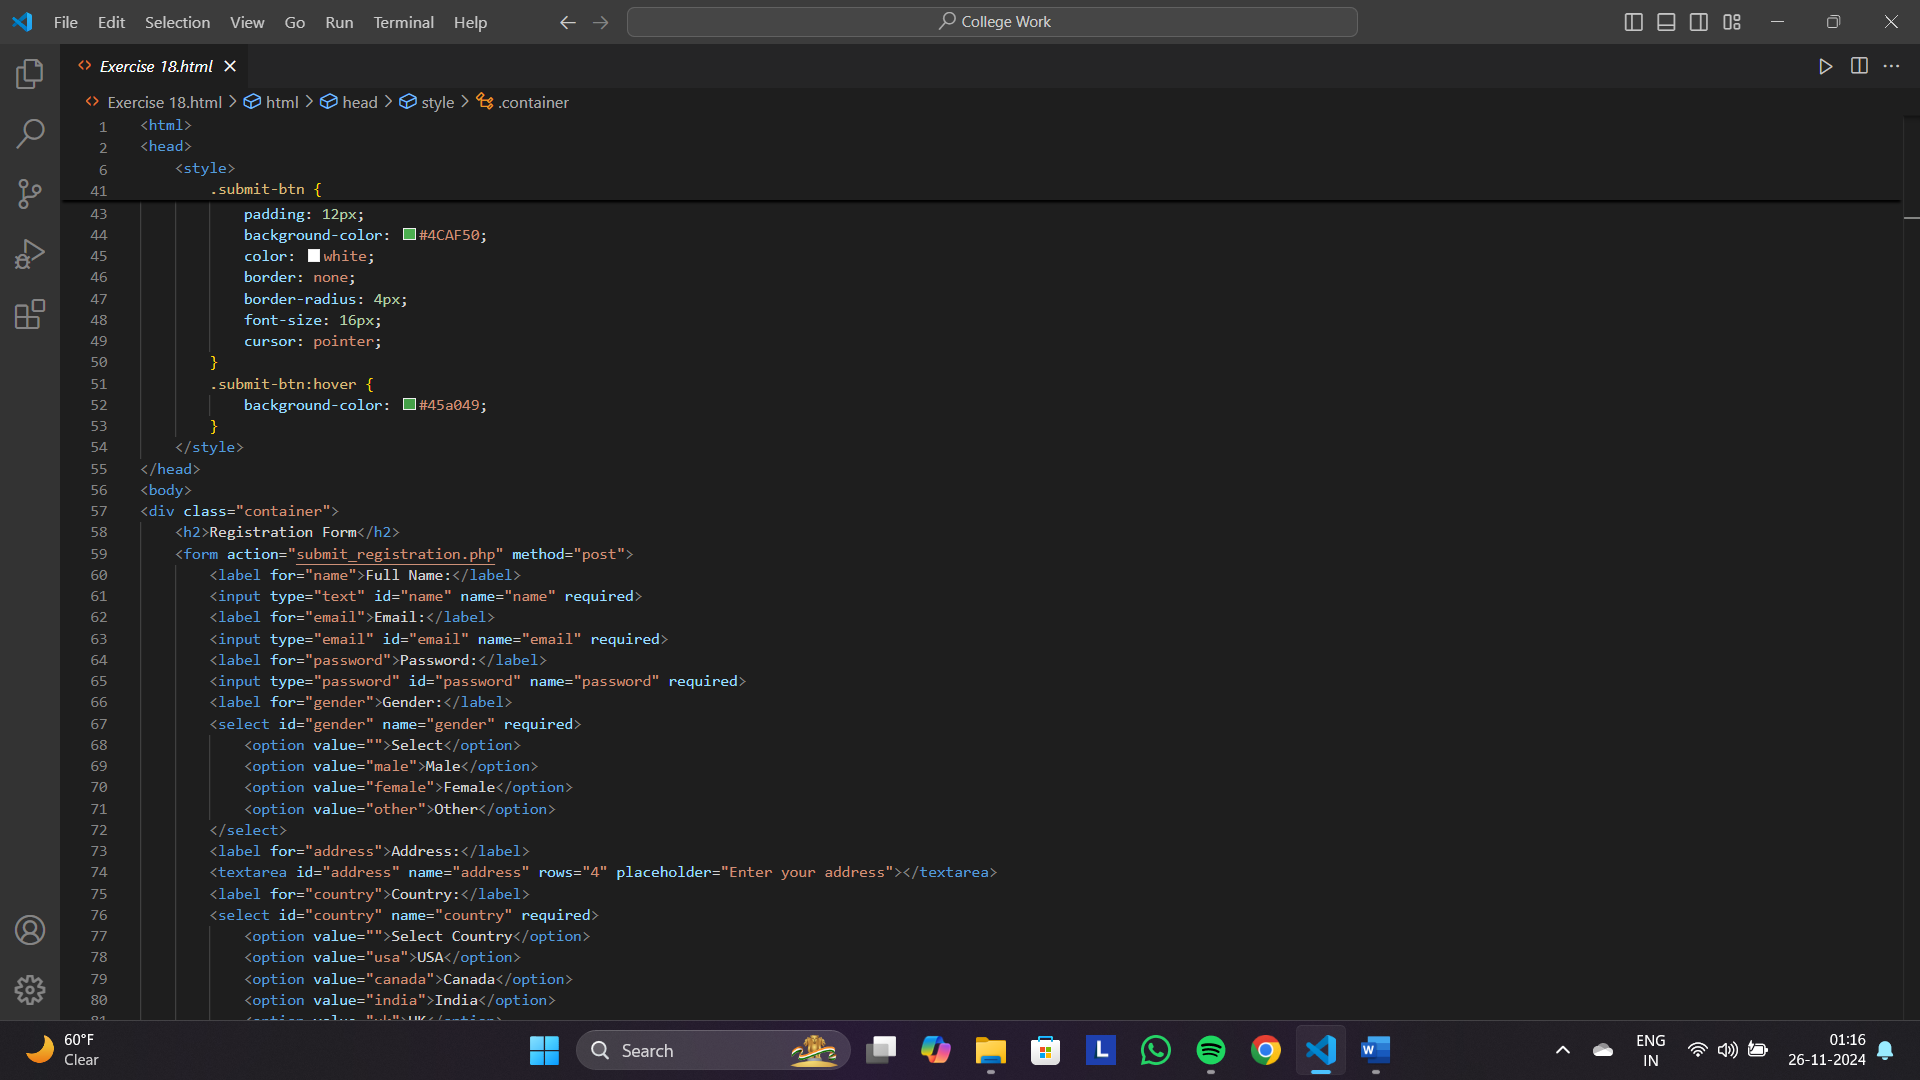 File Edit Selection View Go Run Terminal Help
College Work
Exercise 18.html
Exercise 18.html > html > head > style > .container
1 <html>
2 <head>
6 <style>
41 .submit-btn {
43 padding: 12px;
44 background-color: #4CAF50;
45 color: white;
46 border: none;
47 border-radius: 4px;
48 font-size: 16px;
49 cursor: pointer;
50 }
51 .submit-btn:hover {
52 background-color: #45a049;
53 }
54 </style>
55 </head>
56 <body>
57 <div class="container">
58 <h2>Registration Form</h2>
59 <form action="submit_registration.php" method="post">
60 <label for="name">Full Name:</label>
61 <input type="text" id="name" name="name" required>
62 <label for="email">Email:</label>
63 <input type="email" id="email" name="email" required>
64 <label for="password">Password:</label>
65 <input type="password" id="password" name="password" required>
66 <label for="gender">Gender:</label>
67 <select id="gender" name="gender" required>
68 <option value="">Select</option>
69 <option value="male">Male</option>
70 <option value="female">Female</option>
71 <option value="other">Other</option>
72 </select>
73 <label for="address">Address:</label>
74 <textarea id="address" name="address" rows="4" placeholder="Enter your address"></textarea>
75 <label for="country">Country:</label>
76 <select id="country" name="country" required>
77 <option value="">Select Country</option>
78 <option value="usa">USA</option>
79 <option value="canada">Canada</option>
80 <option value="india">India</option>
81 <option value="uk">UK</option>
60°F
Clear
Search
L
W
ENG
IN
01:16
26-11-2024